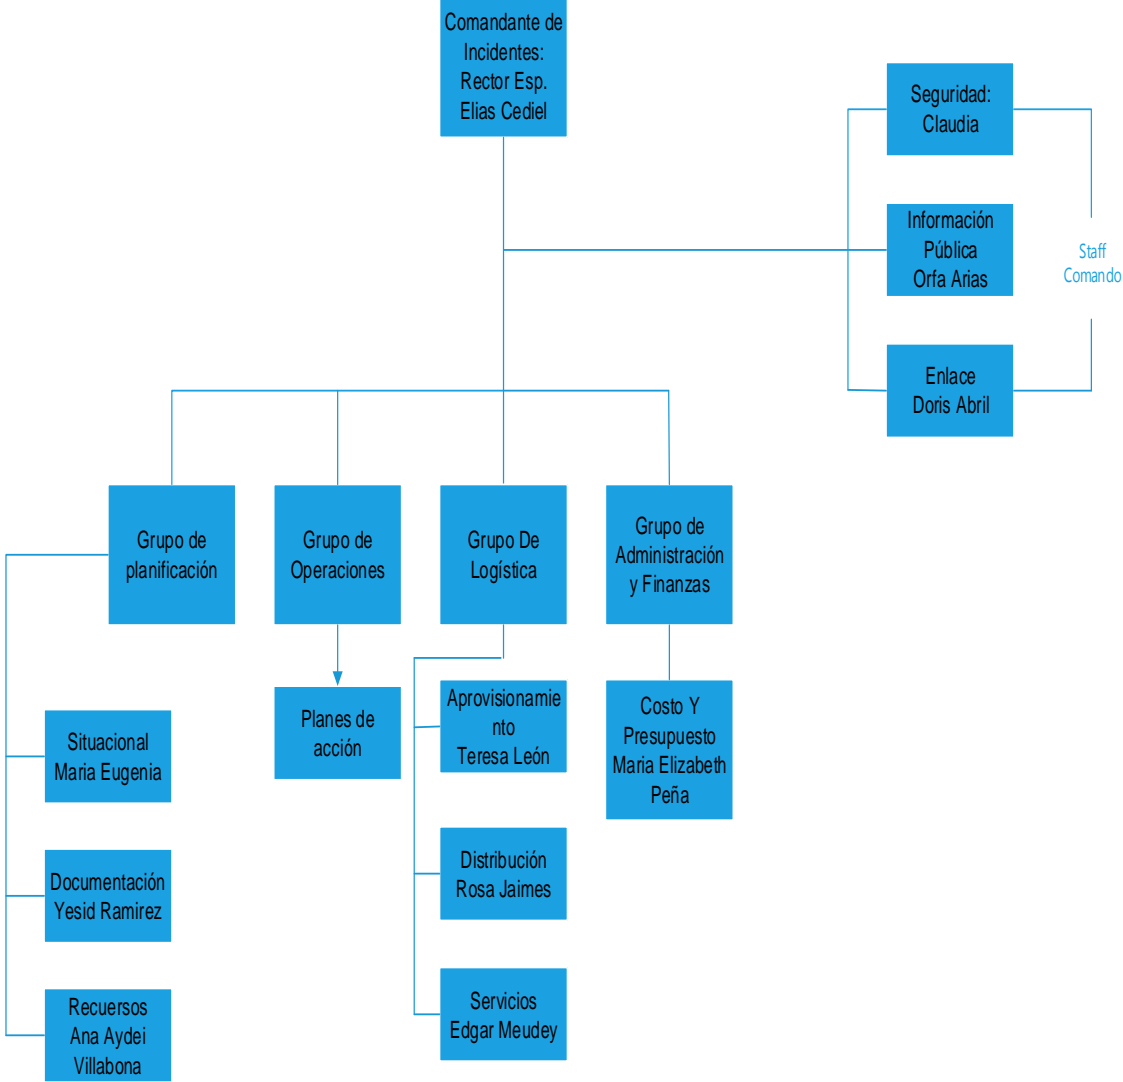 Comandante de
Incidentes:
Rector Esp.
Elias Cediel
Seguridad:
Claudia
Información
Pública
Orfa Arias
Staff
Comando
Enlace
Doris Abril
Grupo de
planificación
Grupo de
Operaciones
Grupo De
Logística
Grupo de
Administración
y Finanzas
Planes de
acción
Aprovisionamie
nto
Teresa León
Costo Y
Presupuesto
Maria Elizabeth
Peña
Situacional
Maria Eugenia
Distribución
Rosa Jaimes
Documentación
Yesid Ramirez
Servicios
Edgar Meudey
Recuersos
Ana Aydei
Villabona